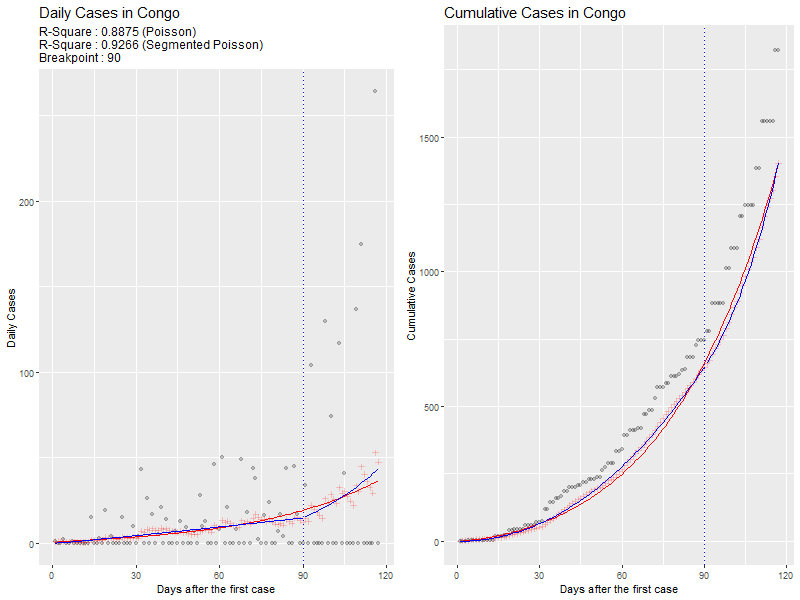 Daily Cases in Congo
R-Square : 0.8875 (Poisson)
R-Square : 0.9266 (Segmented Poisson)
Breakpoint : 90
Daily Cases
200
100
0
0 30 60 90 120
Days after the first case
Cumulative Cases in Congo
Cumulative Cases
1500
1000
500
0
0 30 60 90 120
Days after the first case